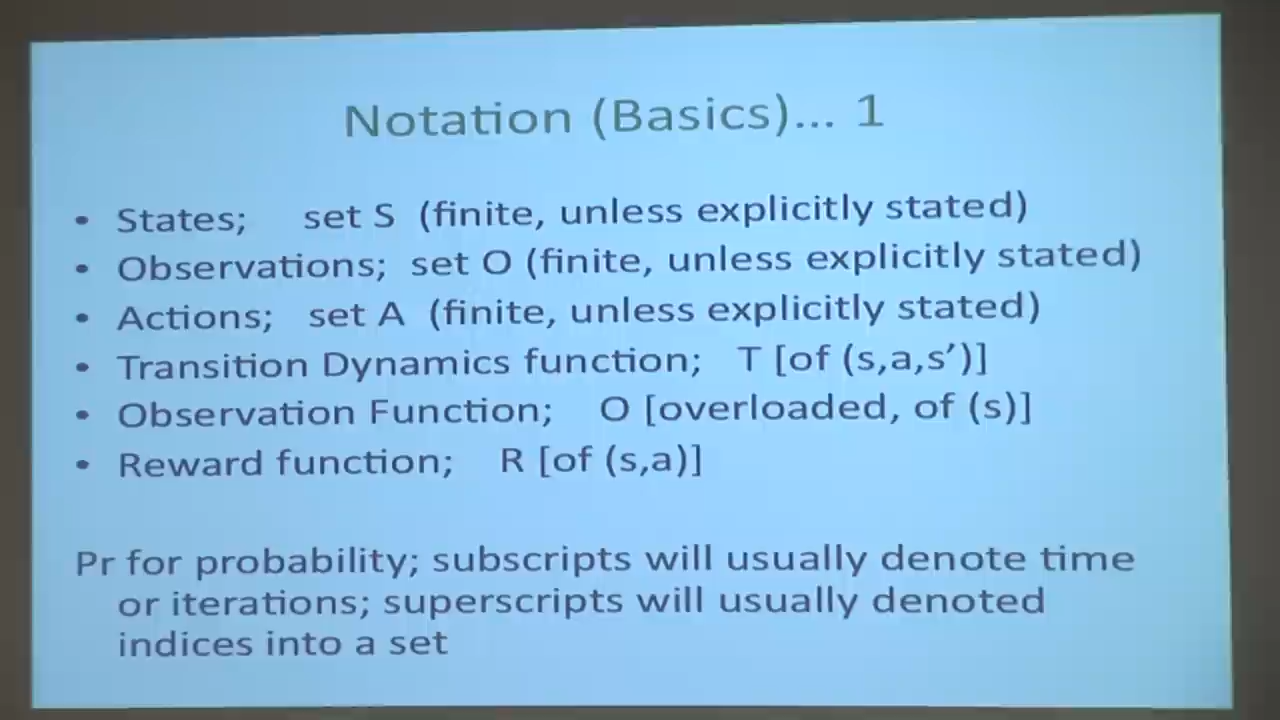 Notation (Basics)... 1
• States; set S (finite, unless explicitly stated)
• Observations; set O (finite, unless explicitly stated)
• Actions; set A (finite, unless explicitly stated)
• Transition Dynamics function; T [of (s,a,s’)]
• Observation Function; O [overloaded, of (s)]
• Reward function; R [of (s,a)]
Pr for probability; subscripts will usually denote time
or iterations; superscripts will usually denoted
indices into a set